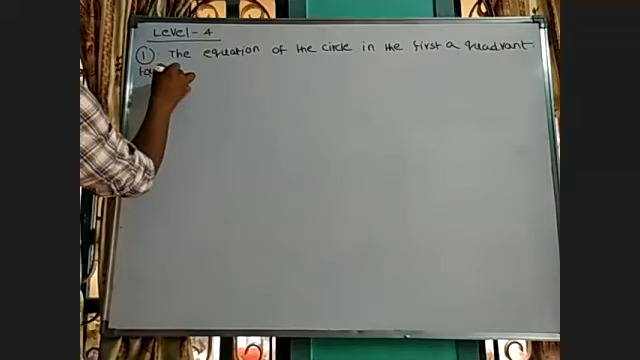 Level - 4
(1). The equation of the circle in the first a quadrant.